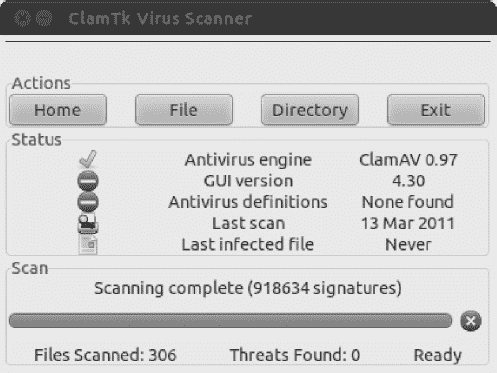 ClamTk Virus Scanner
Actions
Home File Directory Exit
Status
Antivirus engine ClamAV 0.97
GUI version 4.30
Antivirus definitions None found
Last scan 13 Mar 2011
Last infected file Never
Scan
Scanning complete (918634 signatures)
Files Scanned: 306 Threats Found: 0 Ready